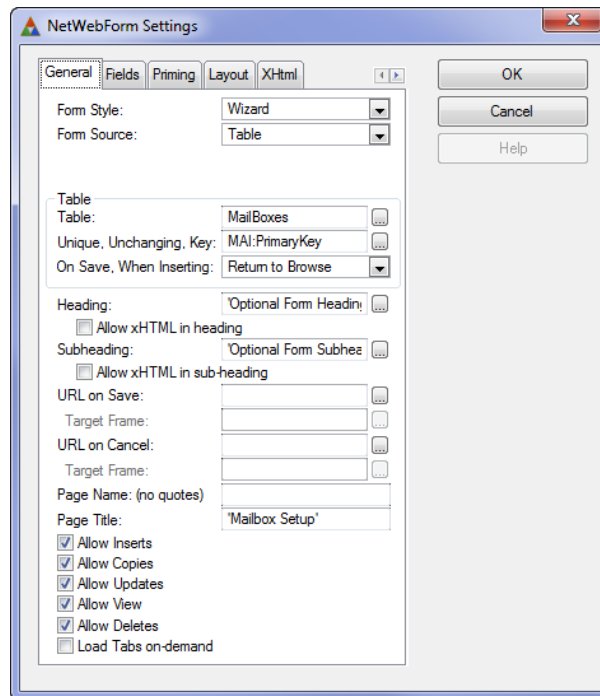 NetWebForm Settings
General Fields Priming Layout XHtml
OK
Cancel
Help
Form Style: Wizard
Form Source: Table
Table
Table: MailBoxes ...
Unique, Unchanging, Key: MAI:PrimaryKey ...
On Save, When Inserting: Return to Browse
Heading: 'Optional Form Heading ...
Allow xHTML in heading
Subheading: 'Optional Form Subhea ...
Allow xHTML in sub-heading
URL on Save: ...
Target Frame: ...
URL on Cancel: ...
Target Frame: ...
Page Name: (no quotes)
Page Title: 'Mailbox Setup'
Allow Inserts
Allow Copies
Allow Updates
Allow View
Allow Deletes
Load Tabs on-demand